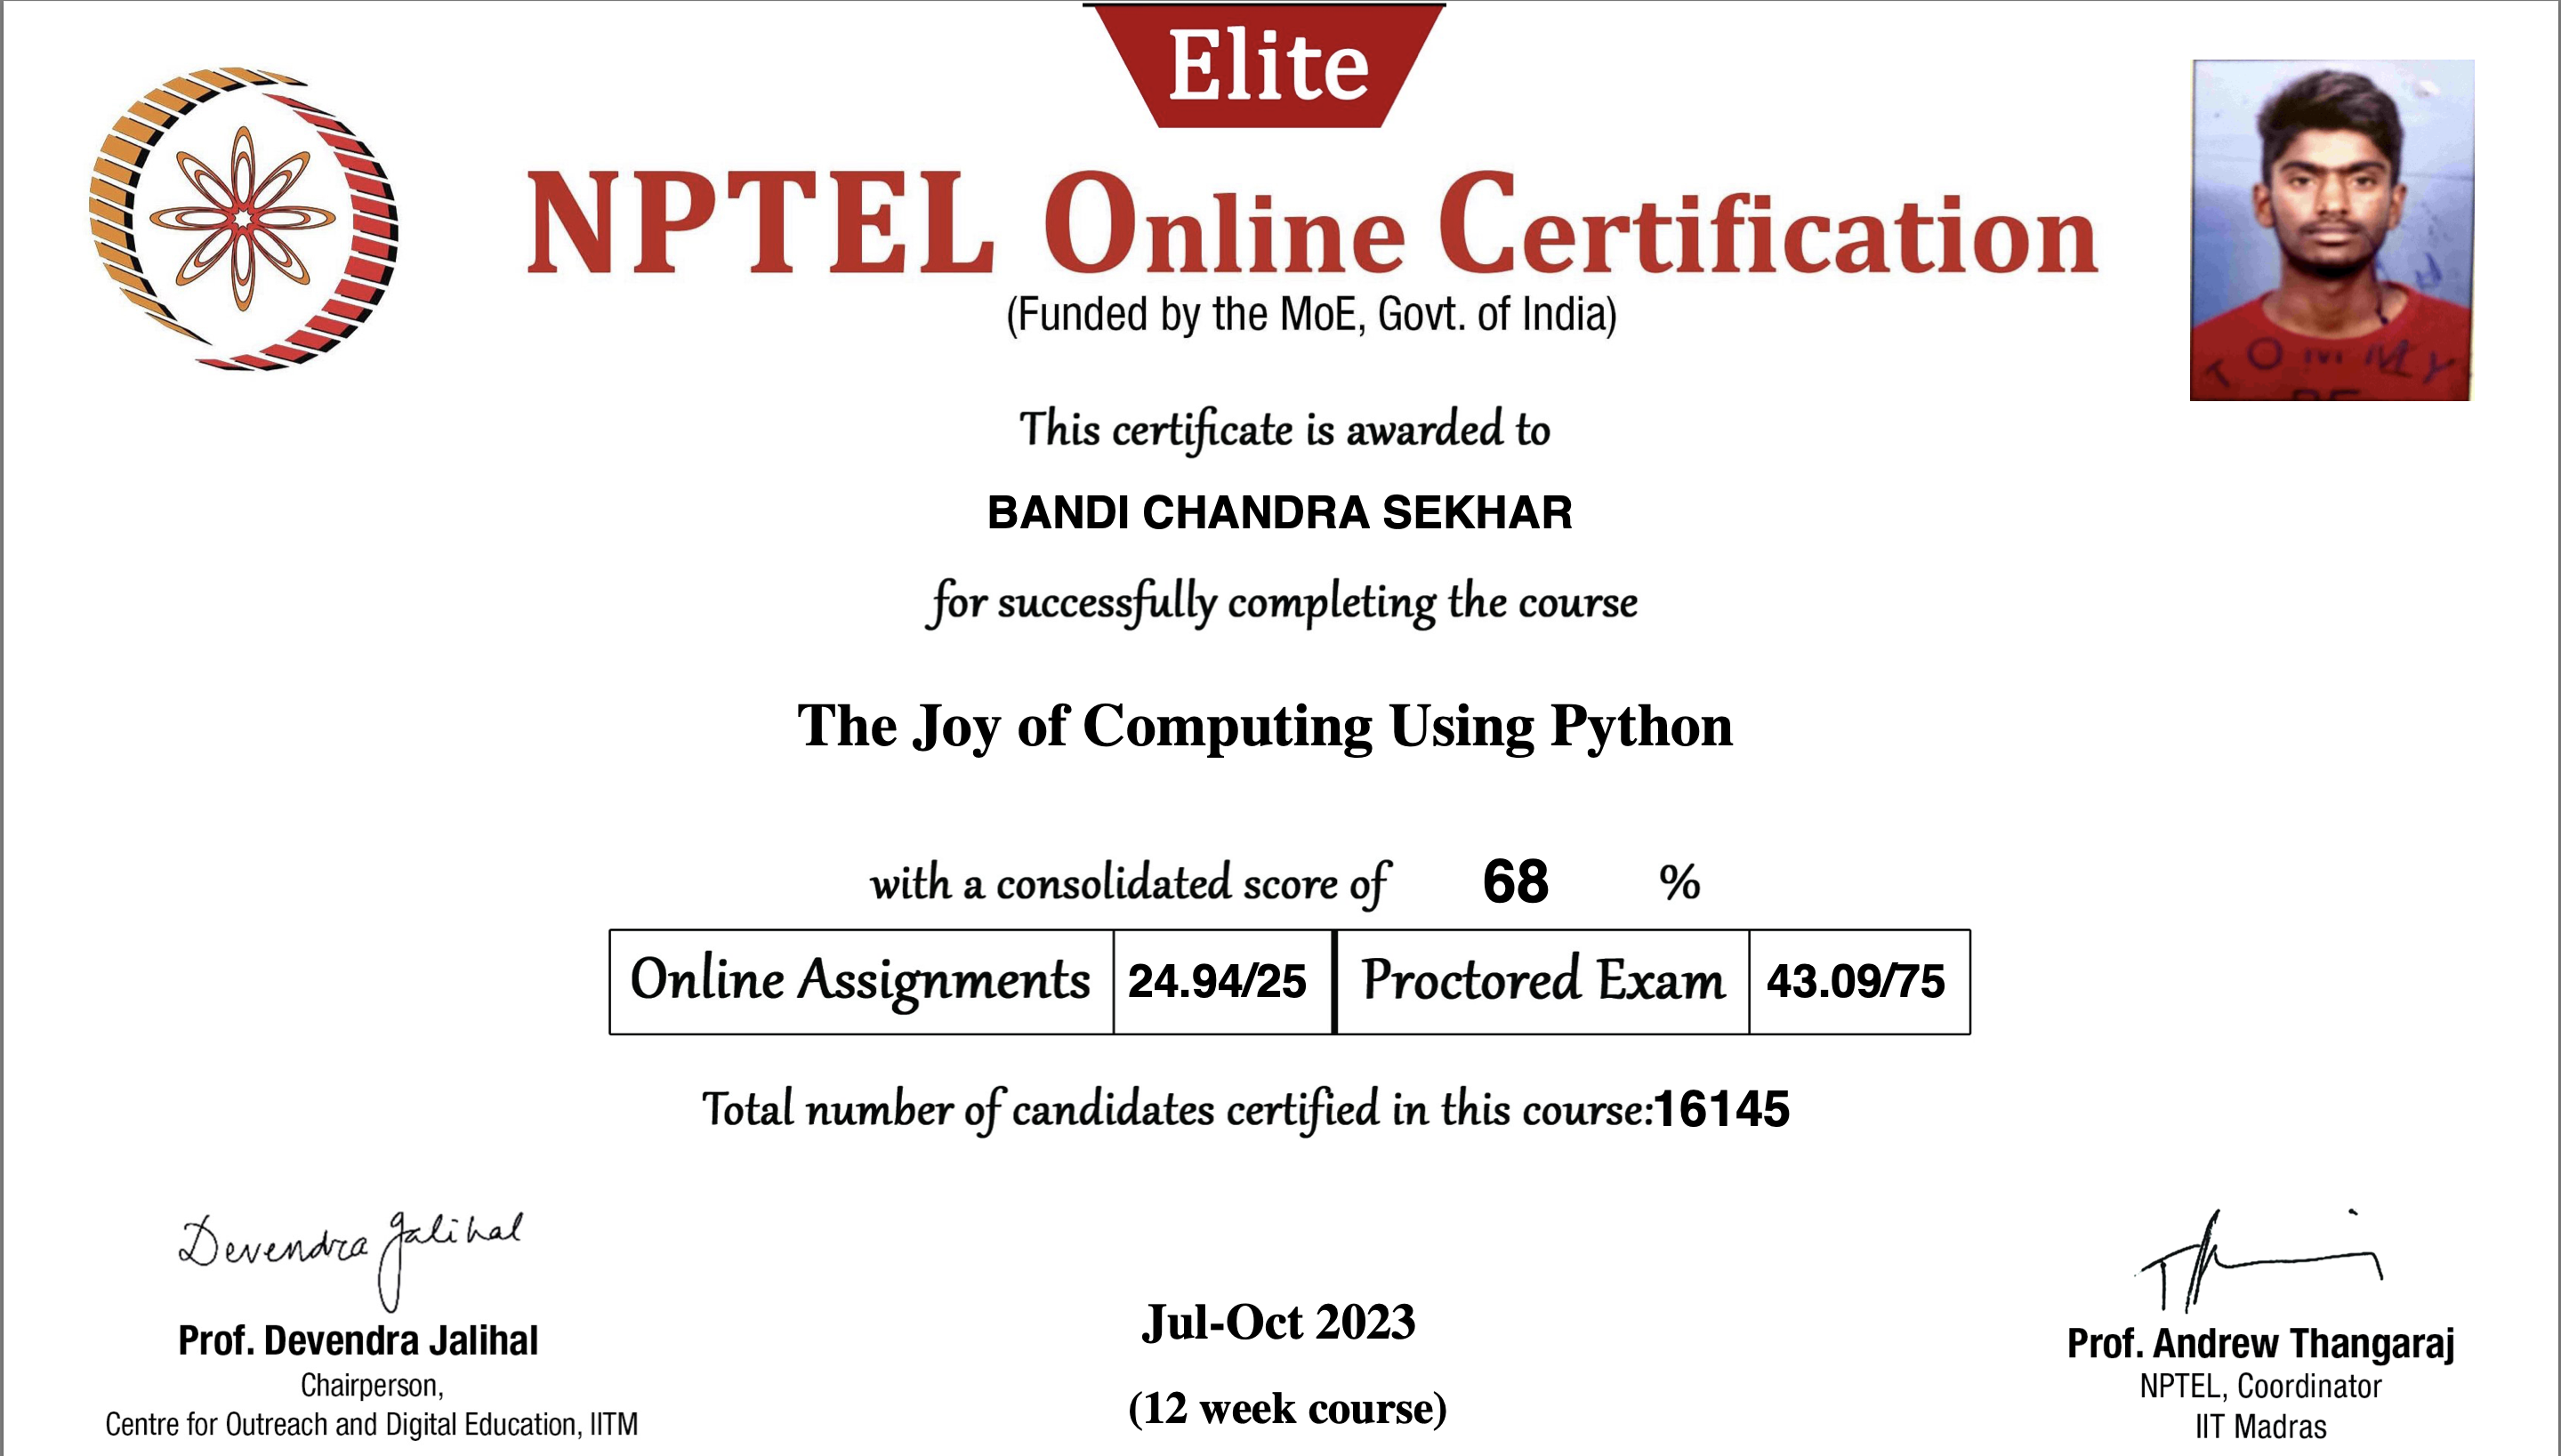 Elite
NPTEL Online Certification
(Funded by the MoE, Govt. of India)
TOMMY
This certificate is awarded to
BANDI CHANDRA SEKHAR
for successfully completing the course
The Joy of Computing Using Python
with a consolidated score of 68 %
Online Assignments 24.94/25 Proctored Exam 43.09/75
Total number of candidates certified in this course:16145
Devendra Jalihal
Prof. Devendra Jalihal
Chairperson,
Centre for Outreach and Digital Education, IITM
Jul-Oct 2023
(12 week course)
Prof. Andrew Thangaraj
NPTEL, Coordinator
IIT Madras